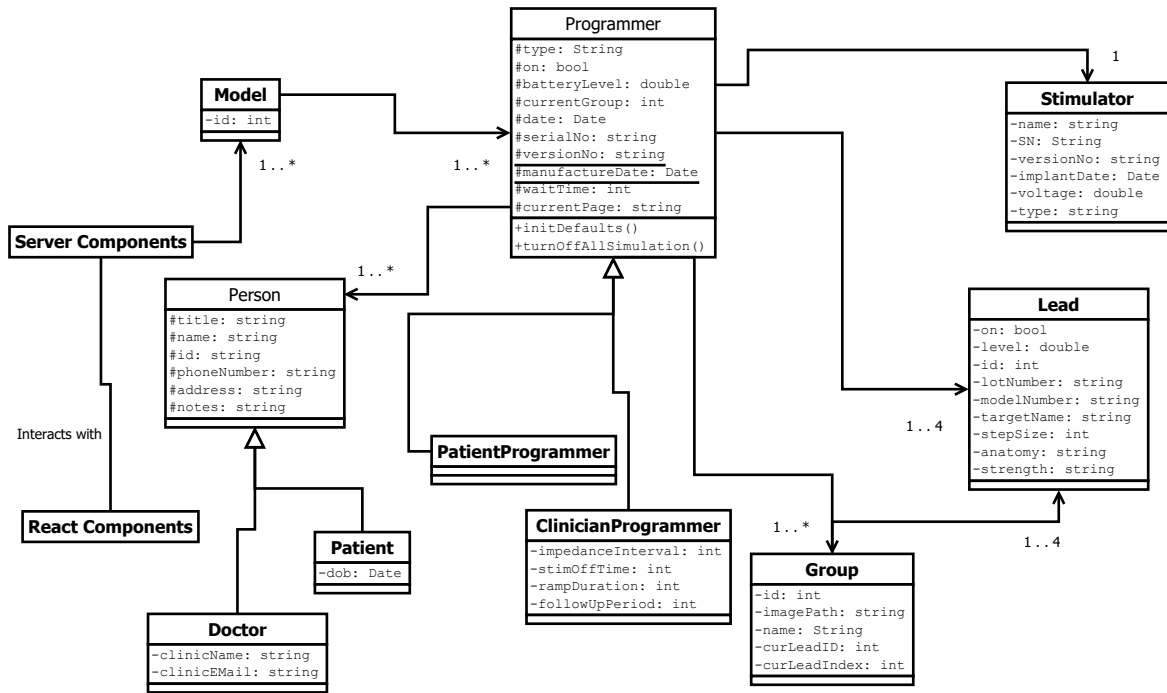 Programmer
#type: String
#on: bool
#batteryLevel: double
#currentGroup: int
#date: Date
#serialNo: string
#versionNo: string
#manufactureDate: Date
#waitTime: int
#currentPage: string
+initDefaults()
+turnOffAllSimulation()
Model
-id: int
1..*
1..*
1
Stimulator
-name: string
-SN: String
-versionNo: string
-implantDate: Date
-voltage: double
-type: string
Server Components
1..*
Person
#title: string
#name: string
#id: string
#phoneNumber: string
#address: string
#notes: string
Lead
-on: bool
-level: double
-id: int
-lotNumber: string
-modelNumber: string
-targetName: string
-stepSize: int
-anatomy: string
-strength: string
1..4
Interacts with
PatientProgrammer
React Components
Patient
-dob: Date
ClinicianProgrammer
-impedanceInterval: int
-stimOffTime: int
-rampDuration: int
-followUpPeriod: int
1..*
1..4
Group
-id: int
-imagePath: string
-name: String
-curLeadID: int
-curLeadIndex: int
Doctor
-clinicName: string
-clinicEMail: string